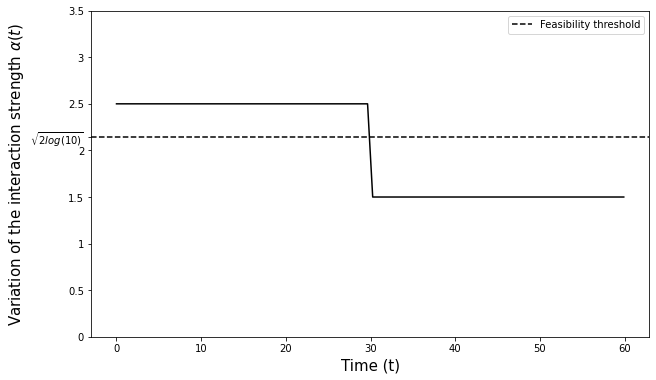 3.5
3
2.5
√2log(10)
2
1.5
1
0.5
0
Variation of the interaction strength α(t)
Feasibility threshold
0 10 20 30 40 50 60
Time (t)